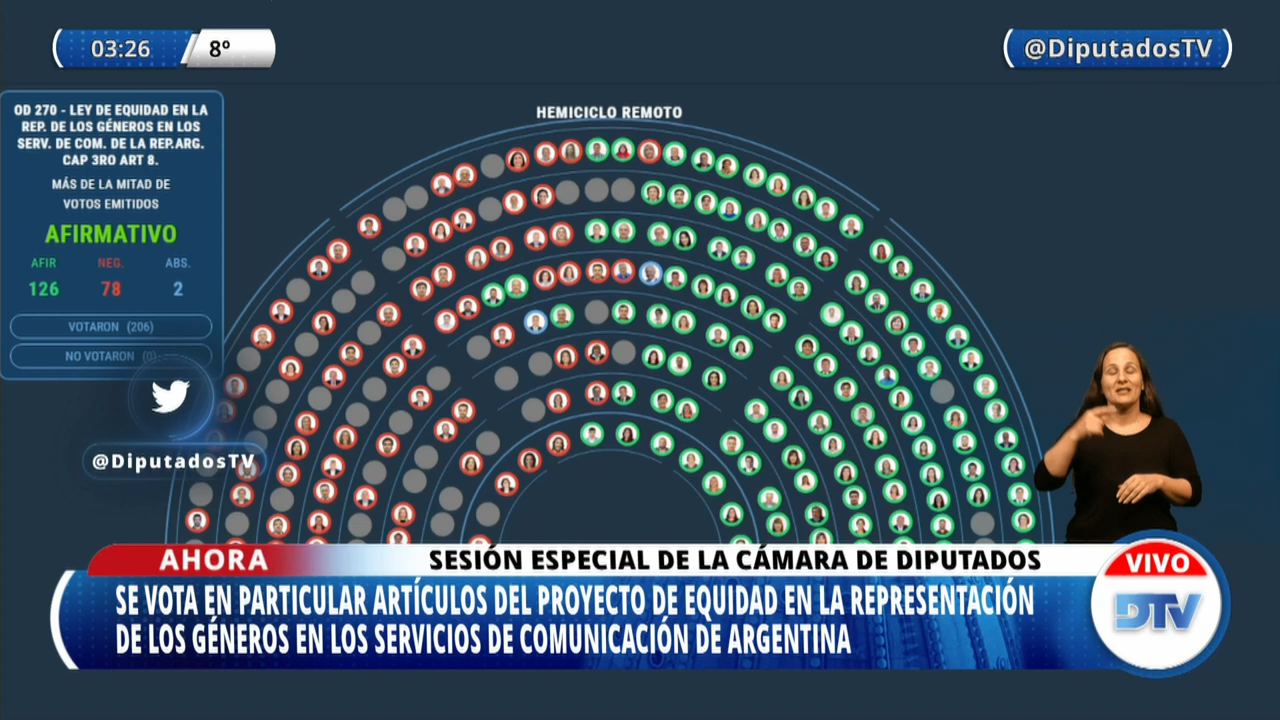 03:26
8º
@DiputadosTV
OD 270 - LEY DE EQUIDAD EN LA
REP. DE LOS GÉNEROS EN LOS
SERV. DE COM. DE LA REP.ARG.
CAP 3RO ART 8.
MÁS DE LA MITAD DE
VOTOS EMITIDOS
AFIRMATIVO
AFIR NEG. ABS.
126 78 2
VOTARON (206)
NO VOTARON (0)
HEMICICLO REMOTO
@DiputadosTV
AHORA
SESIÓN ESPECIAL DE LA CÁMARA DE DIPUTADOS
SE VOTA EN PARTICULAR ARTÍCULOS DEL PROYECTO DE EQUIDAD EN LA REPRESENTACIÓN
DE LOS GÉNEROS EN LOS SERVICIOS DE COMUNICACIÓN DE ARGENTINA
VIVO
DTV